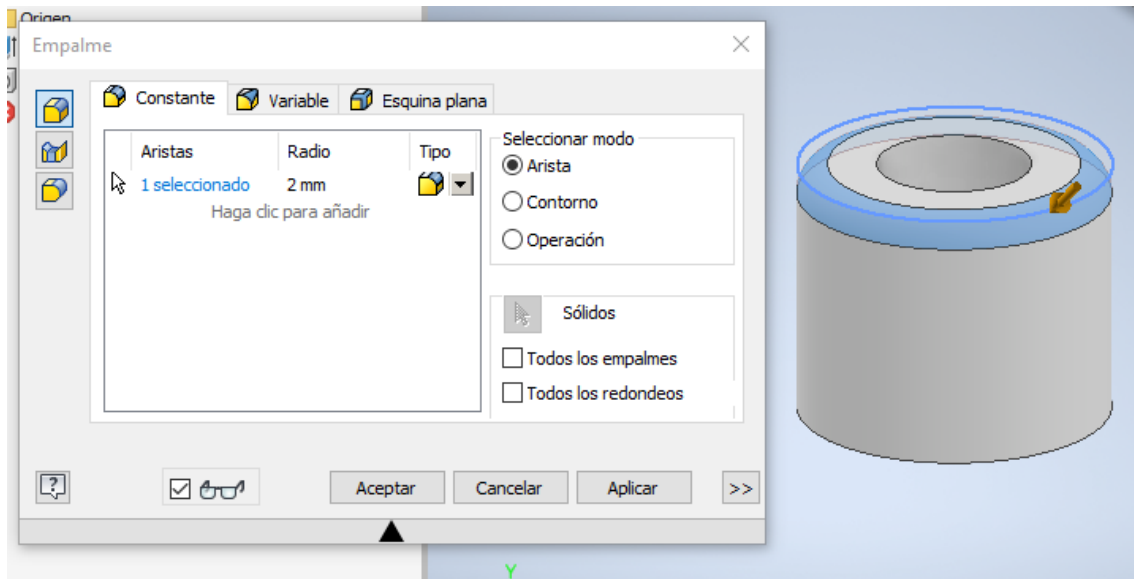 Origen
Empalme
Constante Variable Esquina plana
Aristas Radio Tipo
1 seleccionado 2 mm
Haga clic para añadir
Seleccionar modo
Arista
Contorno
Operación
Sólidos
Todos los empalmes
Todos los redondeos
Aceptar Cancelar Aplicar >>
Y